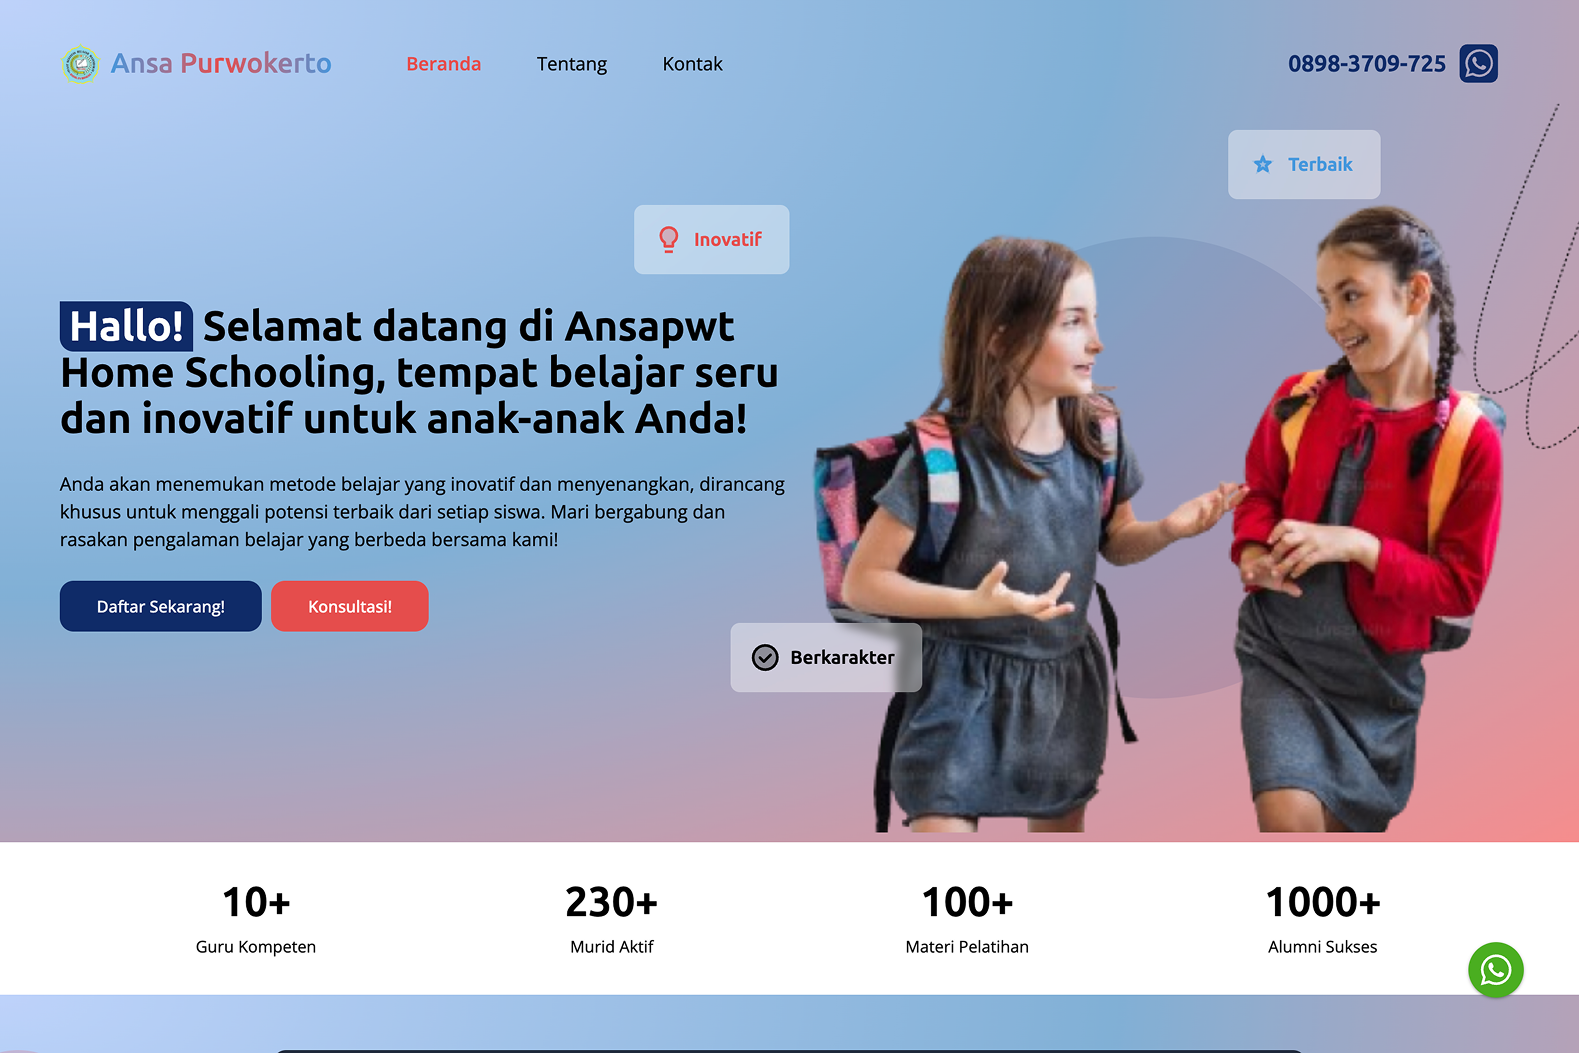 Ansa Purwokerto
Beranda
Tentang
Kontak
0898-3709-725
Terbaik
Inovatif
Hallo! Selamat datang di Ansapwt
Home Schooling, tempat belajar seru
dan inovatif untuk anak-anak Anda!
Anda akan menemukan metode belajar yang inovatif dan menyenangkan, dirancang
khusus untuk menggali potensi terbaik dari setiap siswa. Mari bergabung dan
rasakan pengalaman belajar yang berbeda bersama kami!
Daftar Sekarang!
Konsultasi!
Berkarakter
10+
Guru Kompeten
230+
Murid Aktif
100+
Materi Pelatihan
1000+
Alumni Sukses